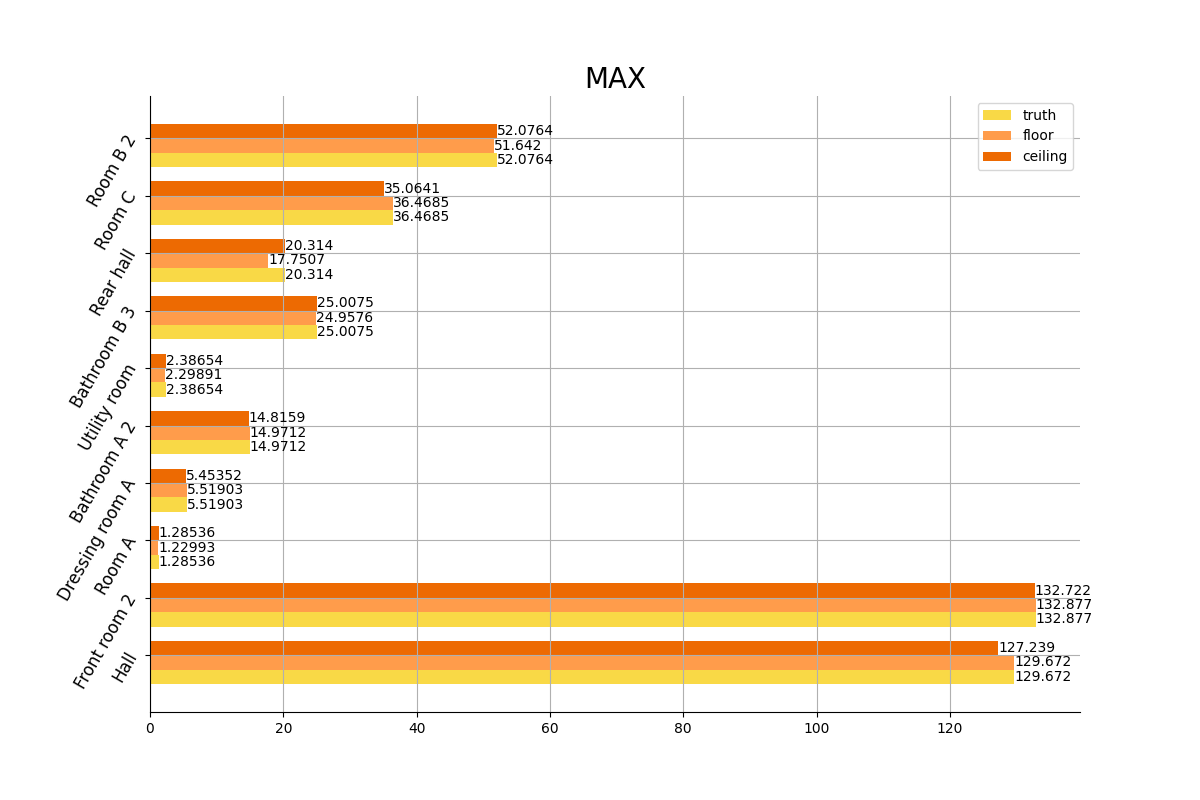 MAX
truth
floor
ceiling
Room B 2
52.0764
51.642
52.0764
Room C
35.0641
36.4685
36.4685
Rear hall
20.314
17.7507
20.314
Bathroom B 3
25.0075
24.9576
25.0075
Utility room
2.38654
2.29891
2.38654
Bathroom A 2
14.8159
14.9712
14.9712
Dressing room A
5.45352
5.51903
5.51903
Room A
1.28536
1.22993
1.28536
Front room 2
132.722
132.877
132.877
Hall
127.239
129.672
129.672
0 20 40 60 80 100 120